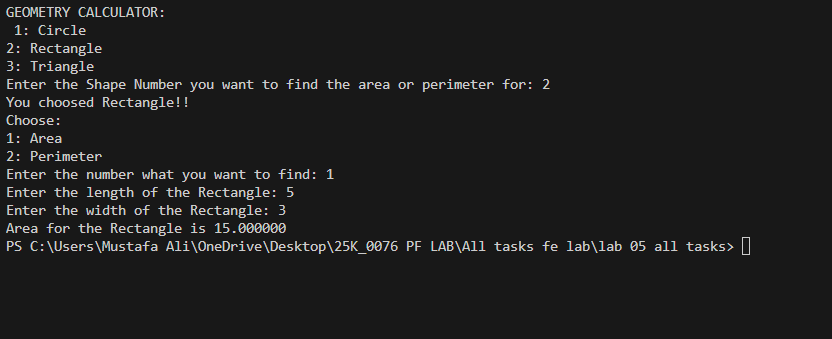 GEOMETRY CALCULATOR:
1: Circle
2: Rectangle
3: Triangle
Enter the Shape Number you want to find the area or perimeter for: 2
You choosed Rectangle!!
Choose:
1: Area
2: Perimeter
Enter the number what you want to find: 1
Enter the length of the Rectangle: 5
Enter the width of the Rectangle: 3
Area for the Rectangle is 15.000000
PS C:\Users\Mustafa Ali\OneDrive\Desktop\25K_0076 PF LAB\All tasks fe lab\lab 05 all tasks>